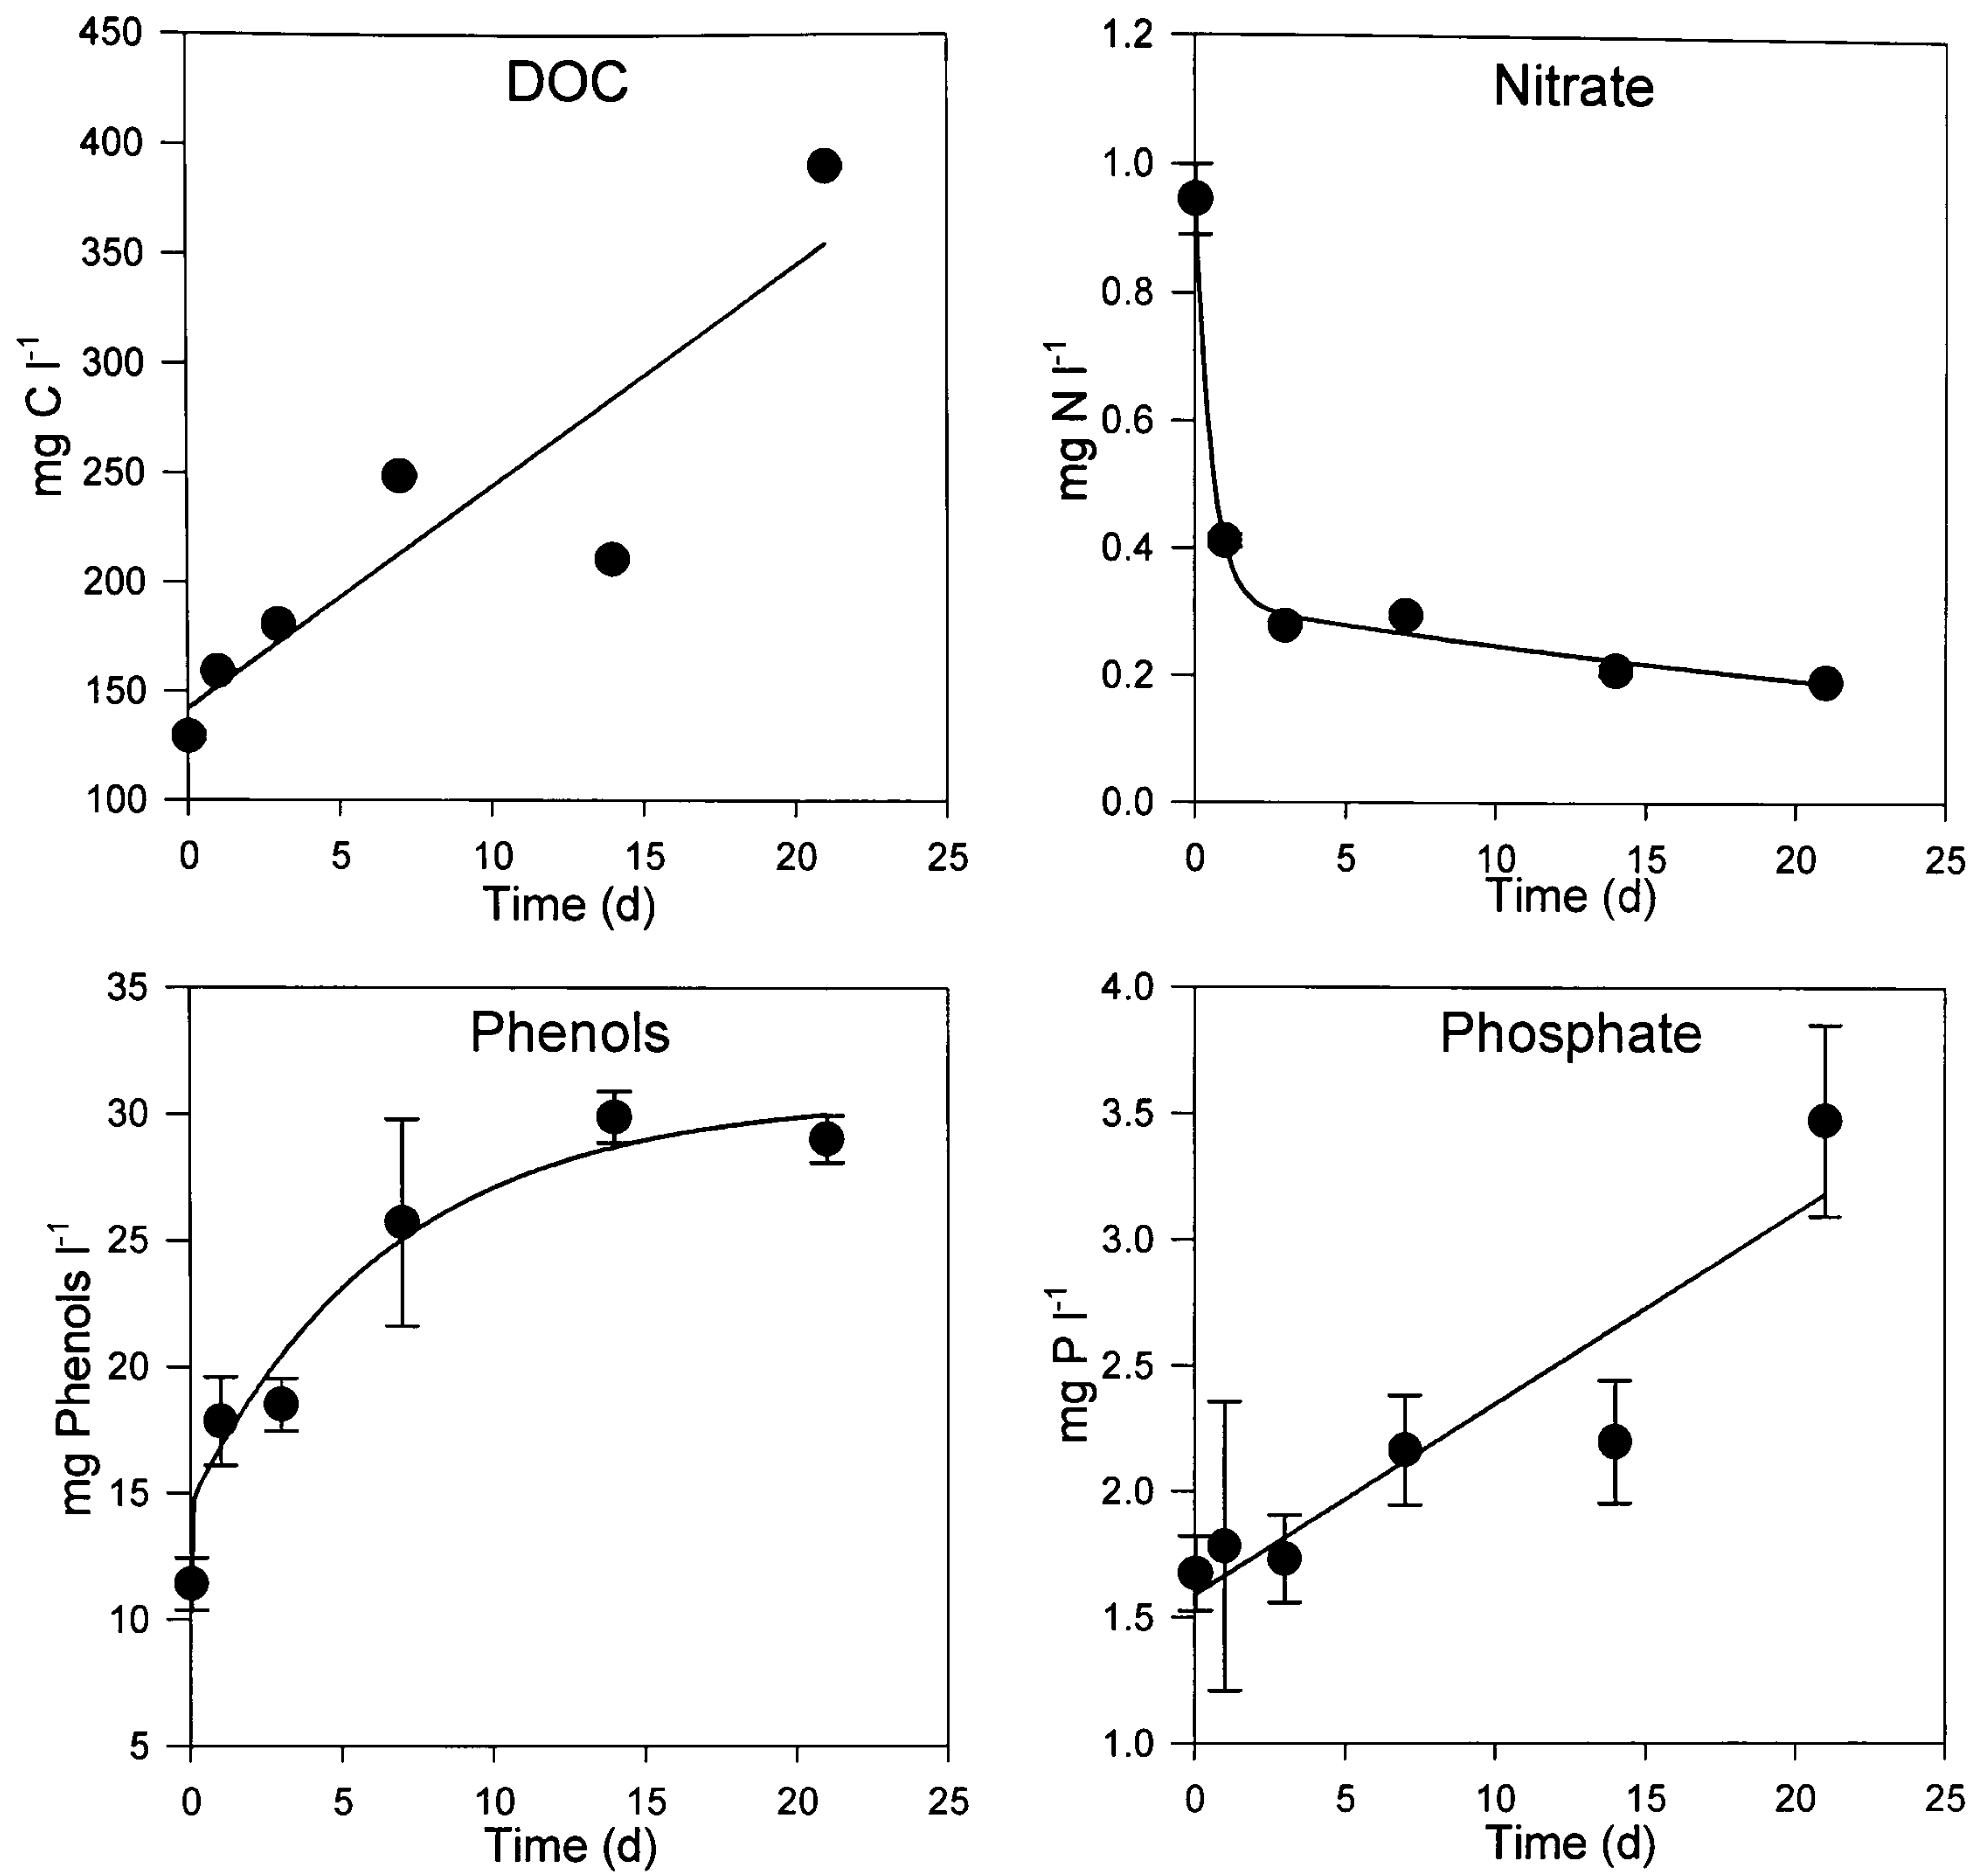 DOC
450
400
350
300
250
200
150
100
mg C l-1
0 5 10 15 20 25
Time (d)
Nitrate
1.2
1.0
0.8
0.6
0.4
0.2
0.0
mg N l-1
0 5 10 15 20 25
Time (d)
Phenols
35
30
25
20
15
10
5
mg Phenols l-1
0 5 10 15 20 25
Time (d)
Phosphate
4.0
3.5
3.0
2.5
2.0
1.5
1.0
mg P l-1
0 5 10 15 20 25
Time (d)